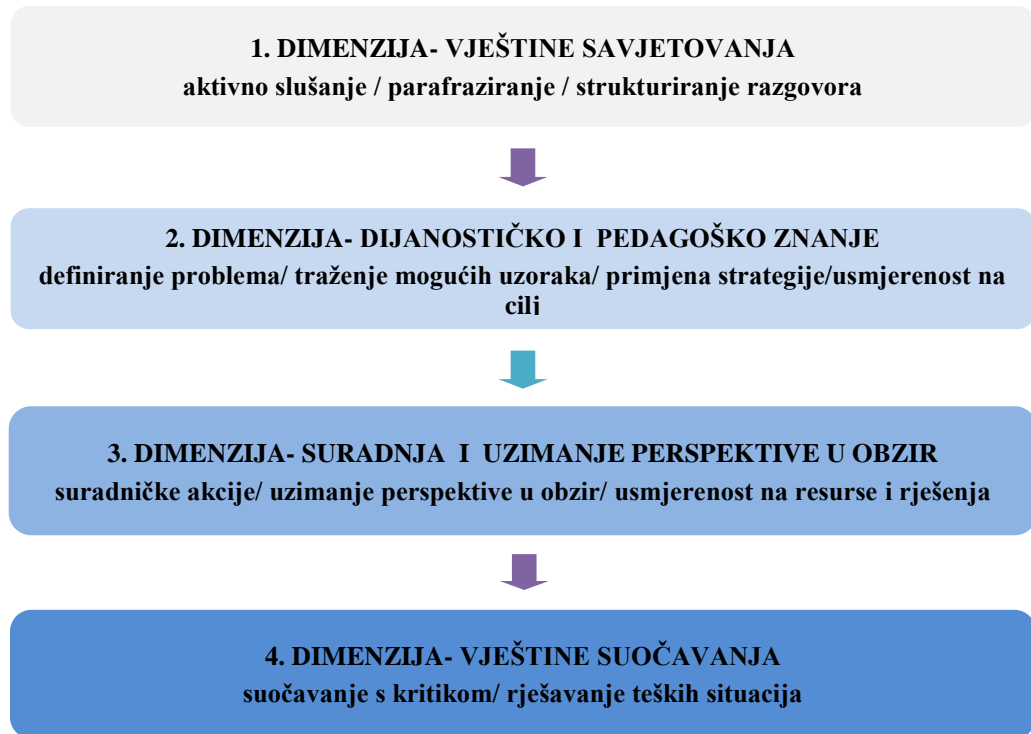 1. DIMENZIJA- VJEŠTINE SAVJETOVANJA
aktivno slušanje / parafraziranje / strukturiranje razgovora
2. DIMENZIJA- DIJANOSTIČKO I PEDAGOŠKO ZNANJE
definiranje problema/ traženje mogućih uzoraka/ primjena strategije/usmjerenost na
cilj
3. DIMENZIJA- SURADNJA I UZIMANJE PERSPEKTIVE U OBZIR
suradničke akcije/ uzimanje perspektive u obzir/ usmjerenost na resurse i rješenja
4. DIMENZIJA- VJEŠTINE SUOČAVANJA
suočavanje s kritikom/ rješavanje teških situacija